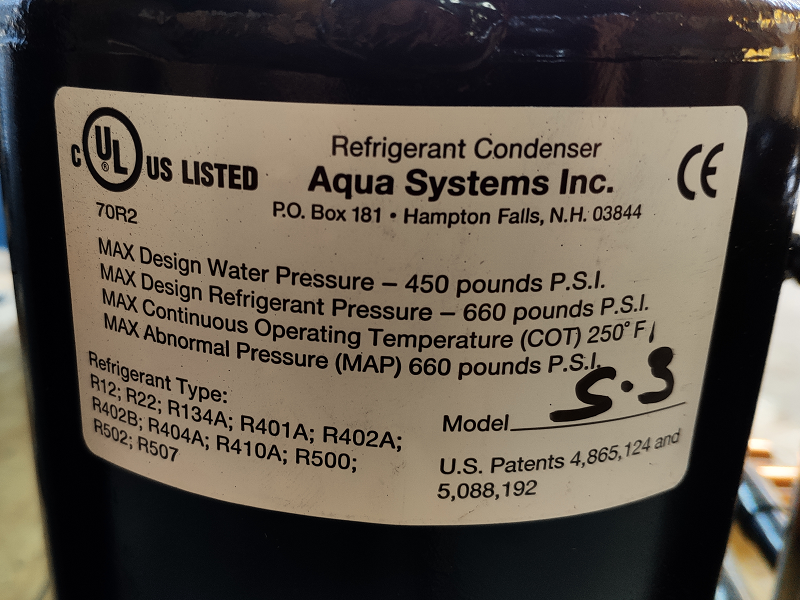 C UL ® US LISTED
70R2
Refrigerant Condenser
Aqua Systems Inc.
P.O. Box 181 • Hampton Falls, N.H. 03844
CE
MAX Design Water Pressure – 450 pounds P.S.I.
MAX Design Refrigerant Pressure – 660 pounds P.S.I.
MAX Continuous Operating Temperature (COT) 250° F
MAX Abnormal Pressure (MAP) 660 pounds P.S.I.
Refrigerant Type:
R12; R22; R134A; R401A; R402A;
R402B; R404A; R410A; R500;
R502; R507
Model S.3
U.S. Patents 4,865,124 and
5,088,192